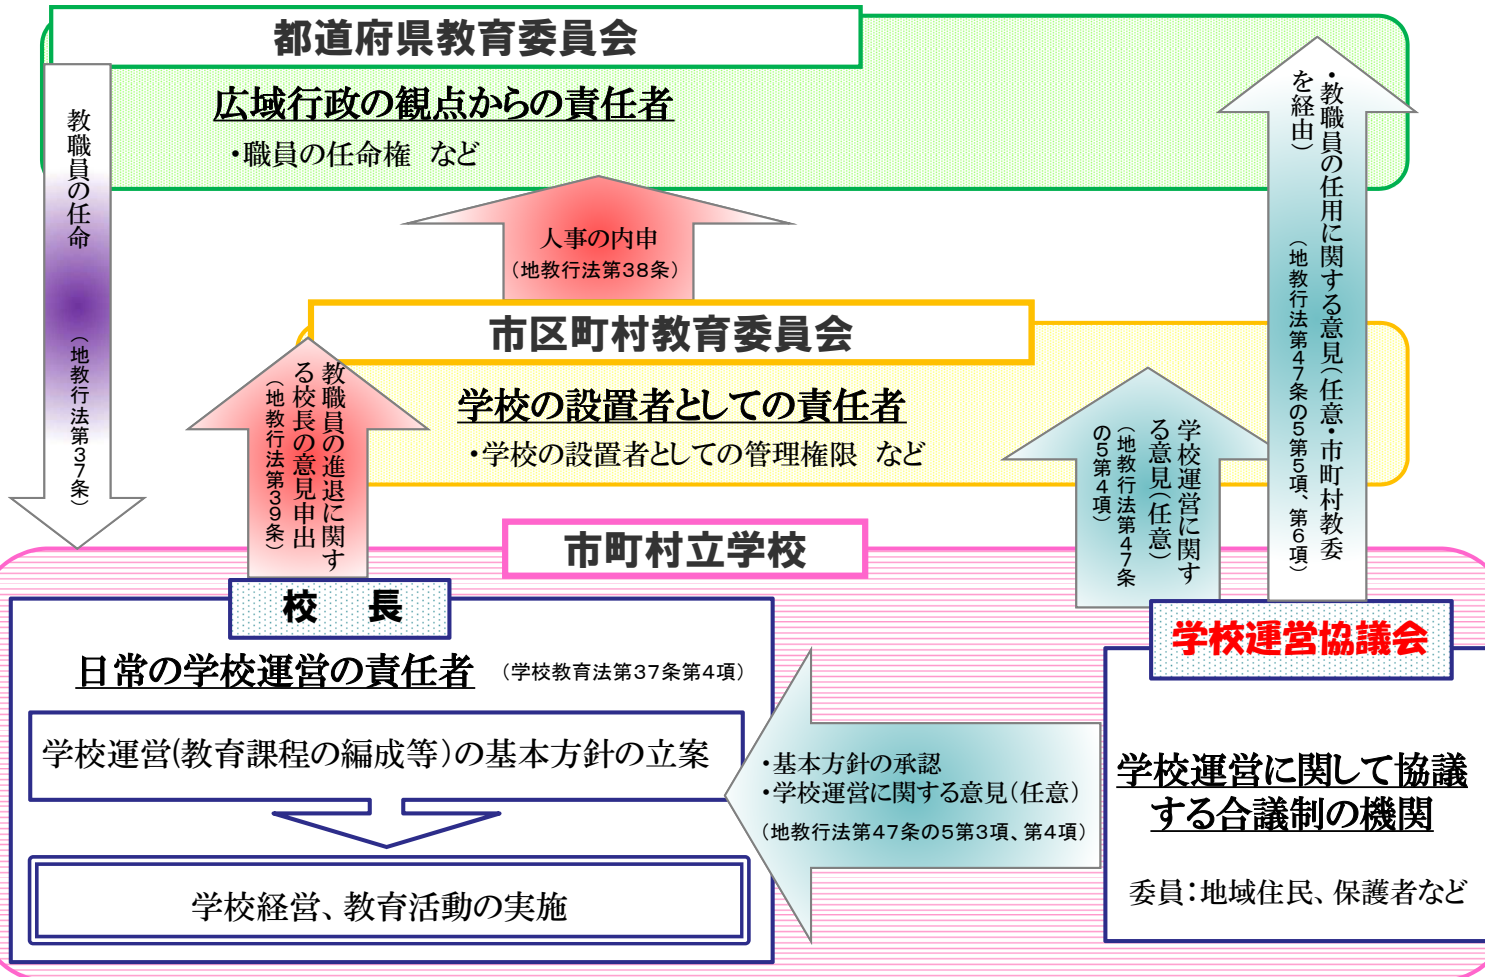 都道府県教育委員会
広域行政の観点からの責任者
・職員の任命権 など
教職員の任命
（地教行法第37条）
人事の内申
（地教行法第38条）
・教職員の任用に関する意見（任意・市町村教委
を経由）
（地教行法第47条の5第5項、第6項）
市区町村教育委員会
学校の設置者としての責任者
・学校の設置者としての管理権限 など
教職員の進退に関す
る校長の意見申出
（地教行法第39条）
学校運営に関す
る意見（任意）
（地教行法第47条
の5第4項）
市町村立学校
校 長
日常の学校運営の責任者 （学校教育法第37条第4項）
学校運営(教育課程の編成等）の基本方針の立案
学校経営、教育活動の実施
・基本方針の承認
・学校運営に関する意見（任意）
（地教行法第47条の5第3項、第4項）
学校運営協議会
学校運営に関して協議
する合議制の機関
委員：地域住民、保護者など